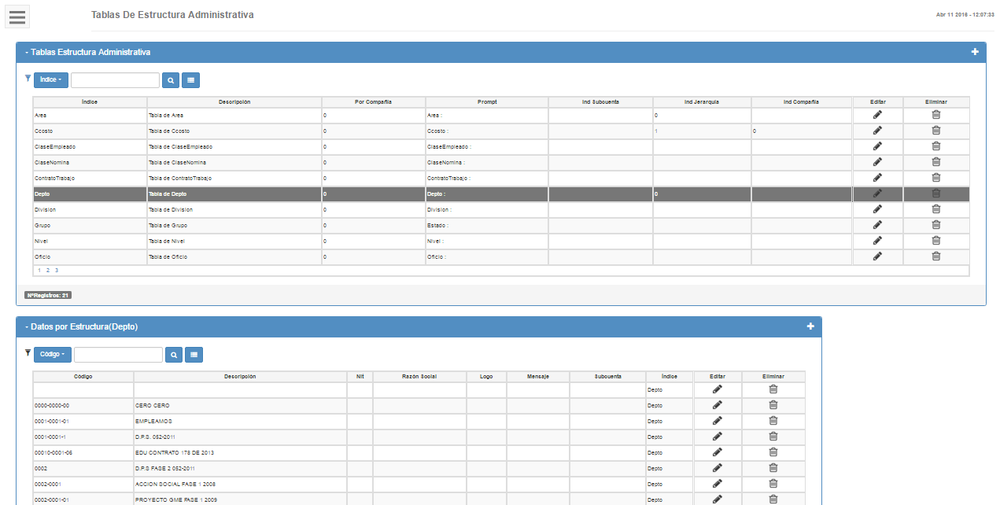 Tablas De Estructura Administrativa
Abr 11 2016 - 12:07:33
- Tablas Estructura Administrativa
Índice
Índice Descripción Por Compañía Prompt Ind Subcuenta Ind Jerarquía Ind Compañía Editar Eliminar
Area Tabla de Area 0 Area : 0
Ccosto Tabla de Ccosto 0 Ccosto : 1 0
ClaseEmpleado Tabla de ClaseEmpleado 0 ClaseEmpleado :
ClaseNomina Tabla de ClaseNomina 0 ClaseNomina :
ContratoTrabajo Tabla de ContratoTrabajo 0 ContratoTrabajo :
Depto Tabla de Depto 0 Depto : 0
Division Tabla de Division 0 Division :
Grupo Tabla de Grupo 0 Estado :
Nivel Tabla de Nivel 0 Nivel :
Oficio Tabla de Oficio 0 Oficio :
1 2 3
NºRegistros: 21
- Datos por Estructura(Depto)
Código
Código Descripción Nit Razón Social Logo Mensaje Subcuenta Índice Editar Eliminar
Depto
0000-0000-00 CERO CERO Depto
0001-0001-01 EMPLEAMOS Depto
0001-0001-1 D.P.S. 052-2011 Depto
00010-0001-06 EDU CONTRATO 178 DE 2013 Depto
0002 D.P.S FASE 2 052-2011 Depto
0002-0001 ACCION SOCIAL FASE 1 2008 Depto
0002-0001-01 PROYECTO GME FASE 1 2009 Depto